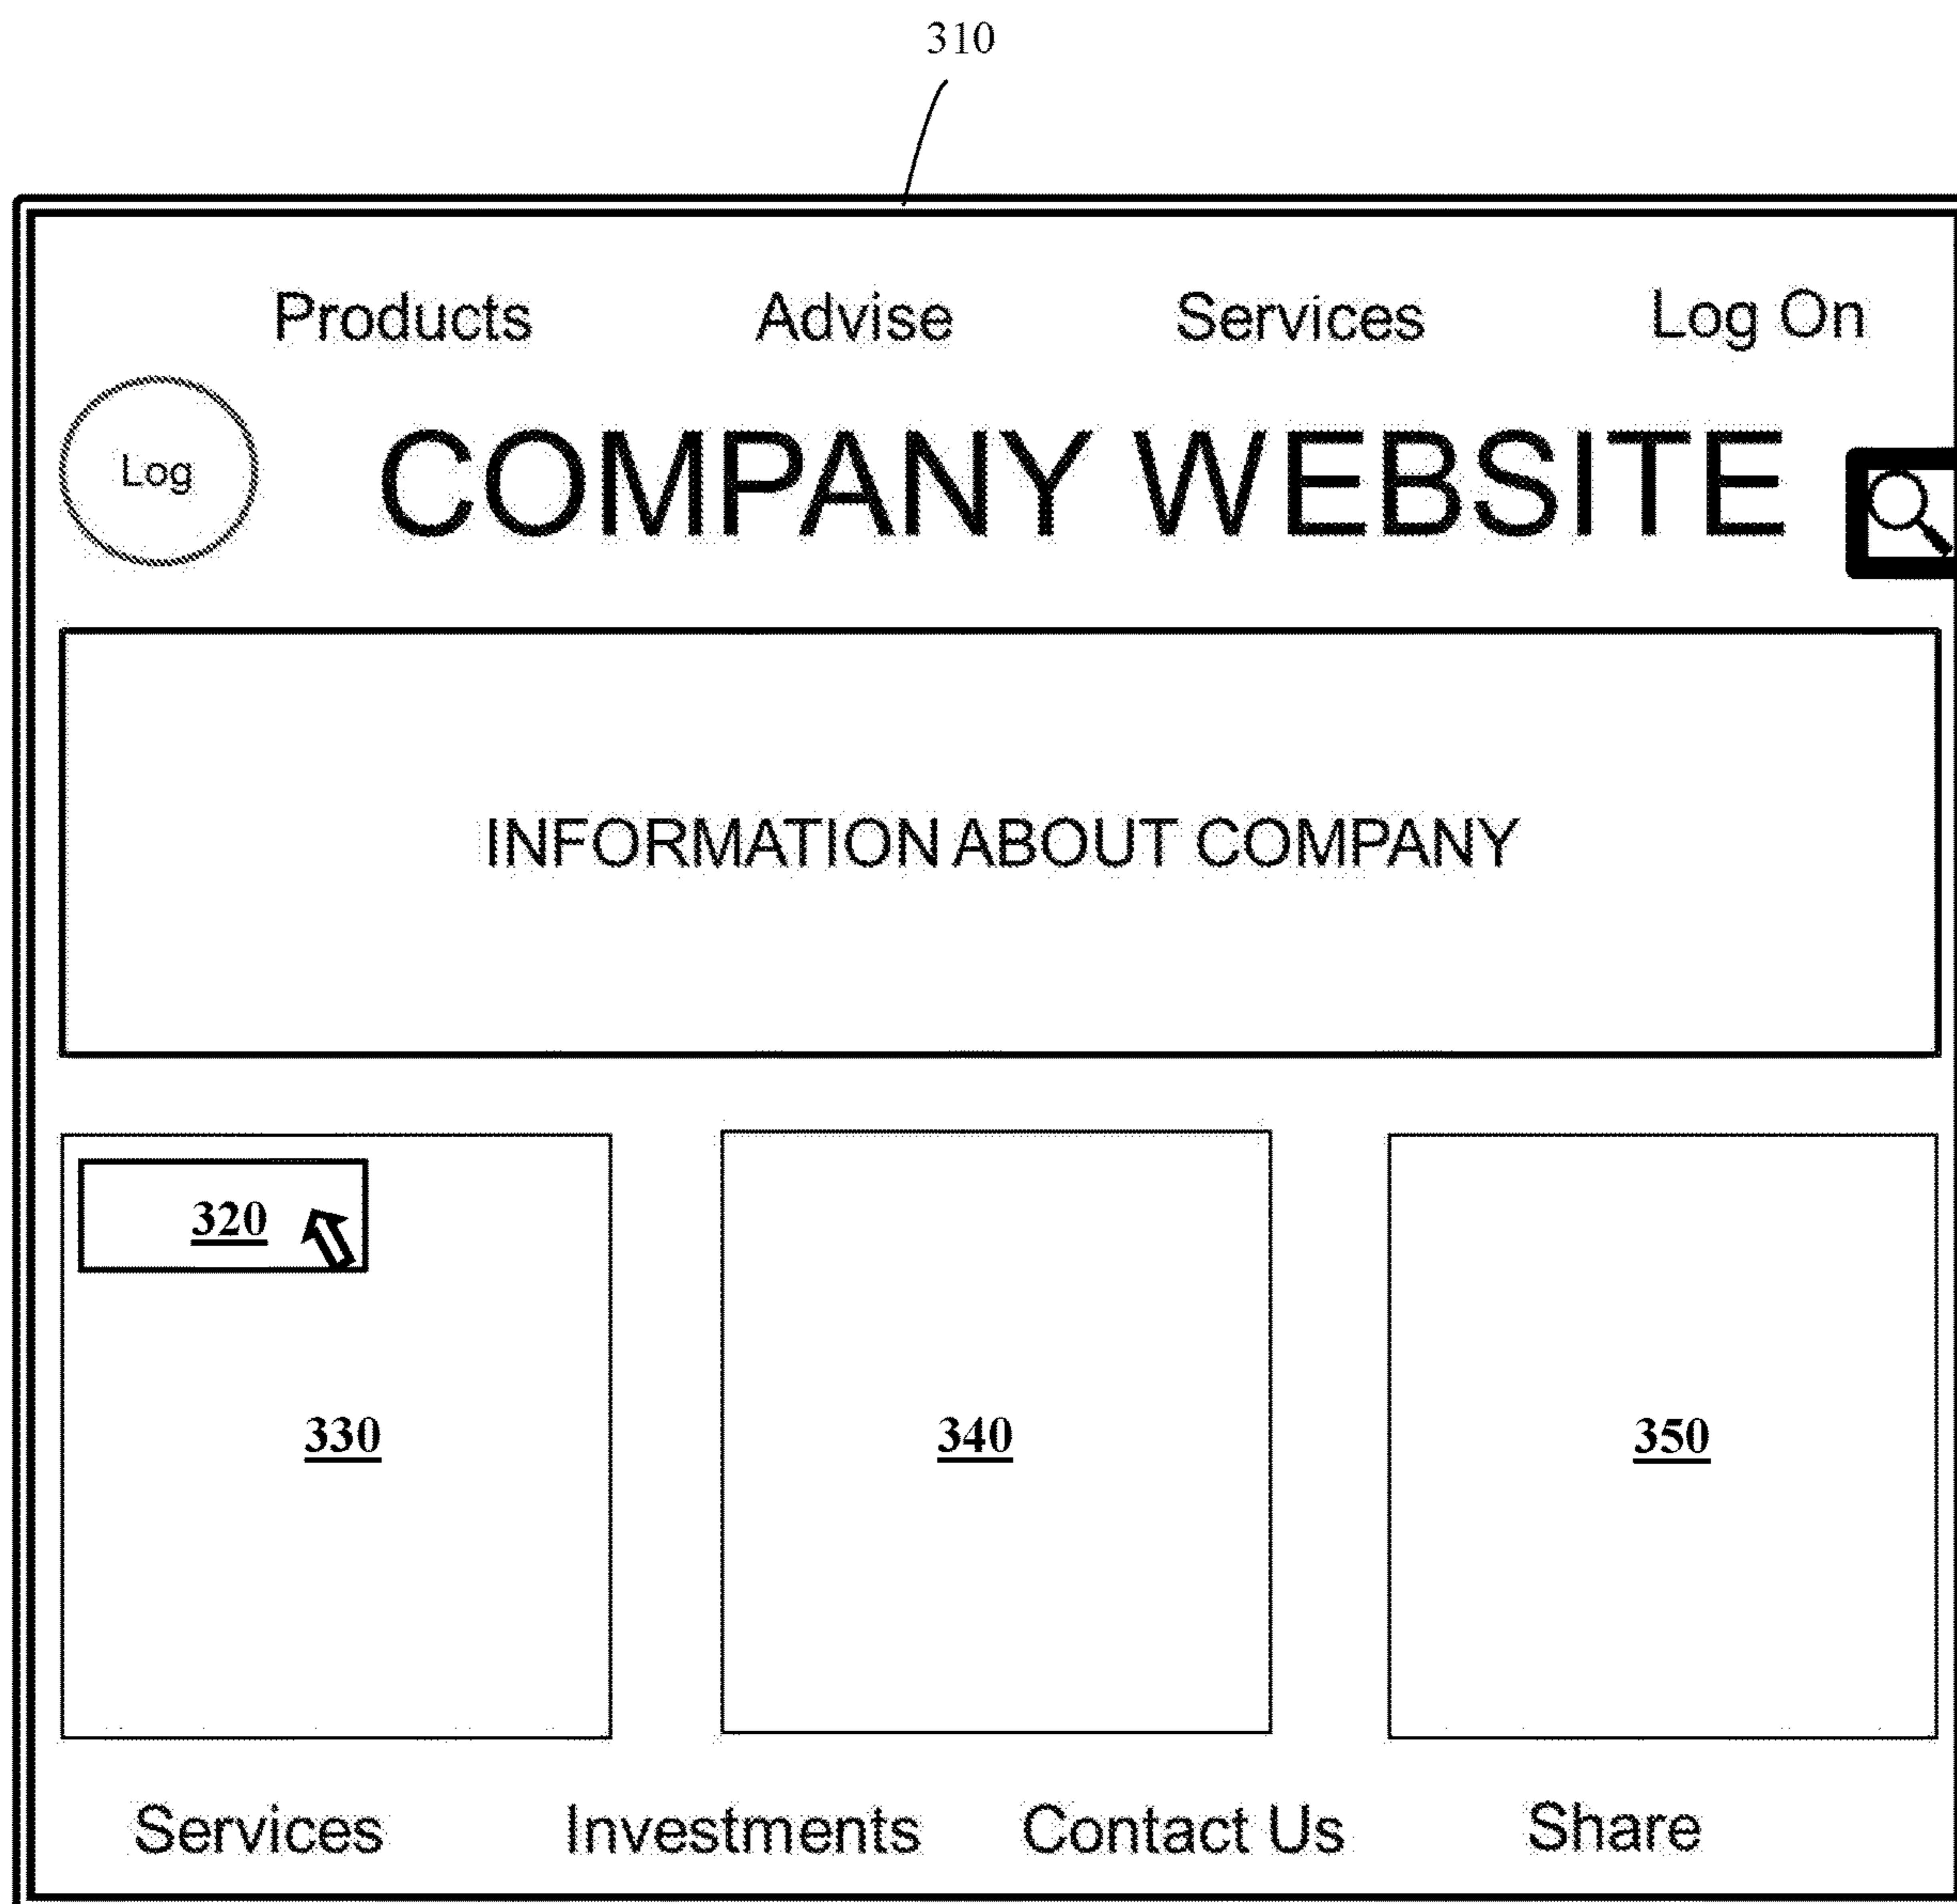 310
Products Advise Services Log On
Log COMPANY WEBSITE
INFORMATION ABOUT COMPANY
320
330 340 350
Services Investments Contact Us Share